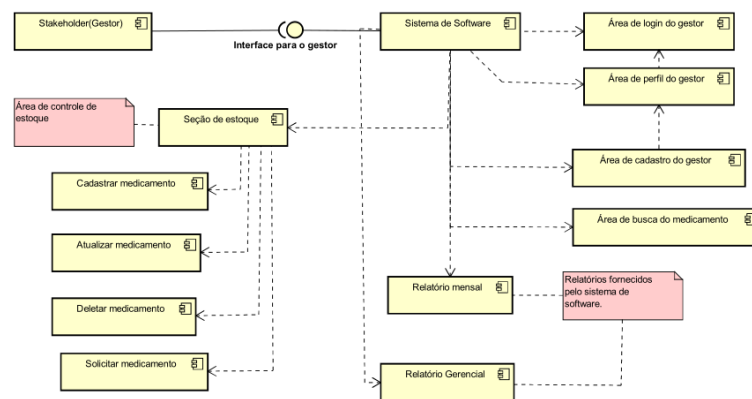 Stakeholder(Gestor)
Interface para o gestor
Sistema de Software
Área de login do gestor
Área de perfil do gestor
Área de controle de
estoque
Seção de estoque
Área de cadastro do gestor
Cadastrar medicamento
Área de busca do medicamento
Atualizar medicamento
Relatório mensal
Relatórios fornecidos
pelo sistema de
software.
Deletar medicamento
Solicitar medicamento
Relatório Gerencial